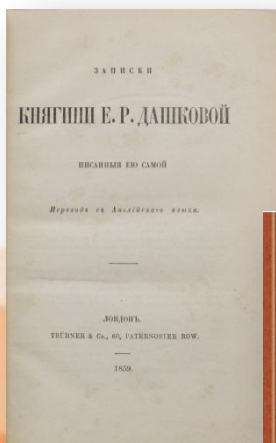 ЗАПИСКИ
КНЯГИНИ Е. Р. ДАШКОВОЙ
ПИСАННЫЯ ЕЮ САМОЙ
Переводъ съ Англійскаго языка.
ЛОНДОНЪ.
TRÜBNER & Co., 60, PATERNOSTER ROW.
1859.